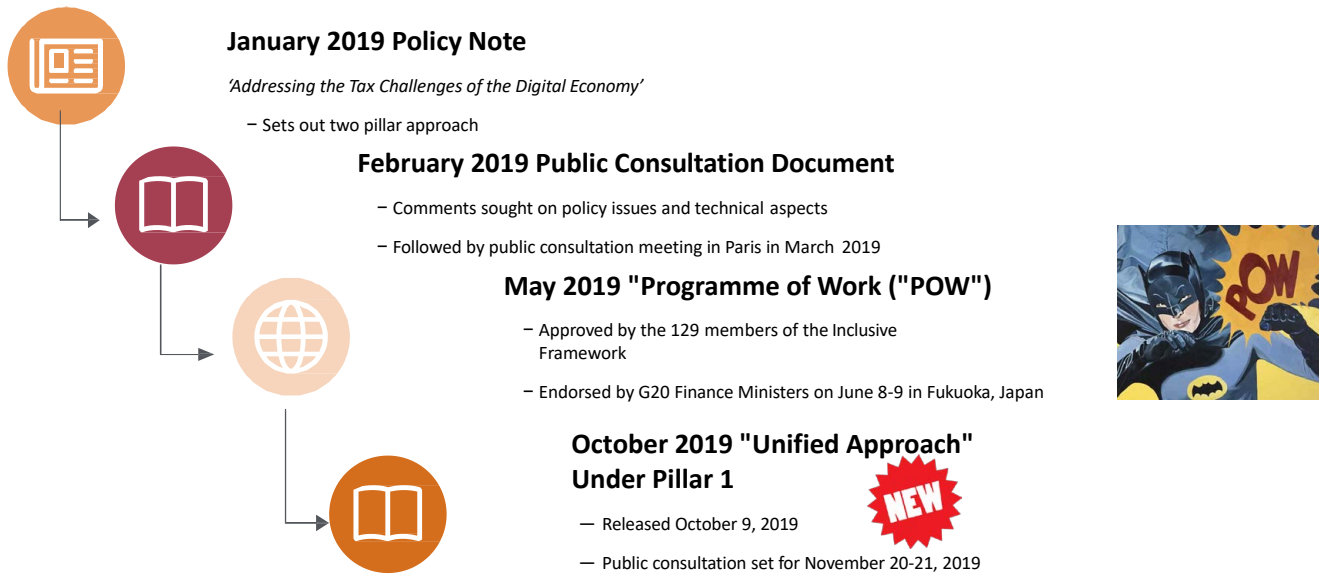 January 2019 Policy Note
‘Addressing the Tax Challenges of the Digital Economy’
− Sets out two pillar approach
February 2019 Public Consultation Document
− Comments sought on policy issues and technical aspects
− Followed by public consultation meeting in Paris in March 2019
May 2019 "Programme of Work ("POW")
− Approved by the 129 members of the Inclusive
Framework
− Endorsed by G20 Finance Ministers on June 8-9 in Fukuoka, Japan
POW
October 2019 "Unified Approach"
Under Pillar 1
NEW
— Released October 9, 2019
— Public consultation set for November 20-21, 2019